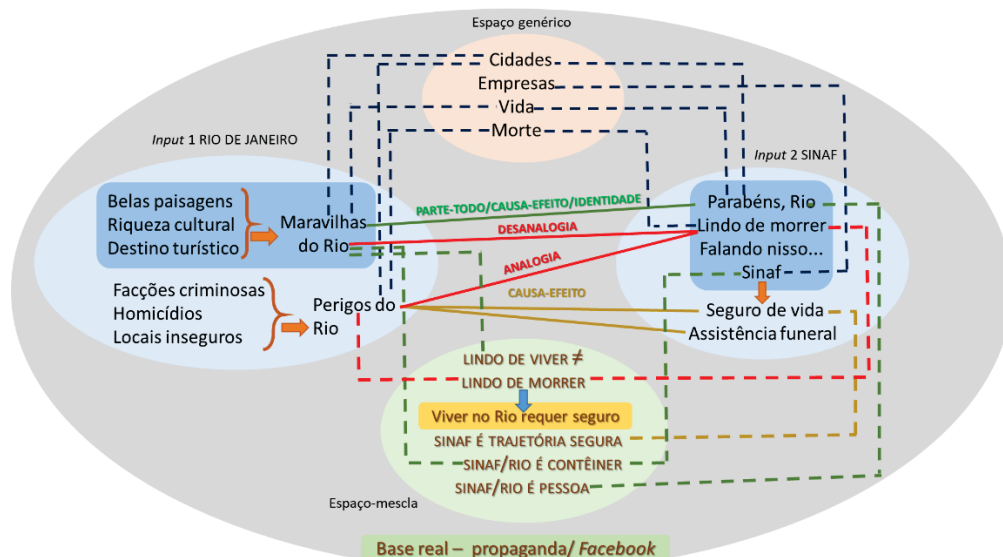 Espaço genérico
Cidades
Empresas
Vida
Morte
Input 1 RIO DE JANEIRO
Belas paisagens
Riqueza cultural
Destino turístico
Maravilhas
do Rio
Facções criminosas
Homicídios
Locais inseguros
Perigos do
Rio
PARTE-TODO/CAUSA-EFEITO/IDENTIDADE
DESANALOGIA
ANALOGIA
CAUSA-EFEITO
Input 2 SINAF
Parabéns, Rio
Lindo de morrer
Falando nisso...
Sinaf
Seguro de vida
Assistência funeral
LINDO DE VIVER ≠
LINDO DE MORRER
Viver no Rio requer seguro
SINAF É TRAJETÓRIA SEGURA
SINAF/RIO É CONTÊINER
SINAF/RIO É PESSOA
Espaço-mescla
Base real – propaganda/ Facebook